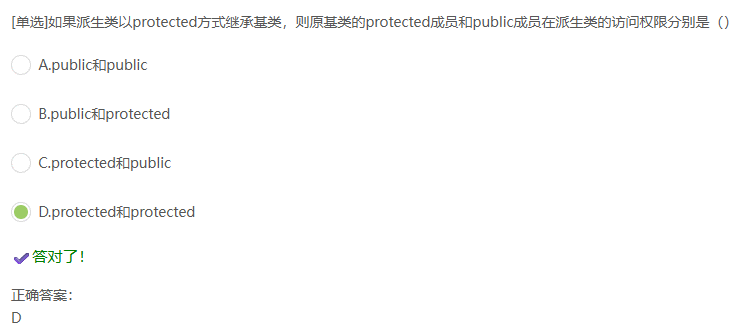 [单选]如果派生类以protected方式继承基类，则原基类的protected成员和public成员在派生类的访问权限分别是（）
A.public和public
B.public和protected
C.protected和public
D.protected和protected
答对了！
正确答案：
D